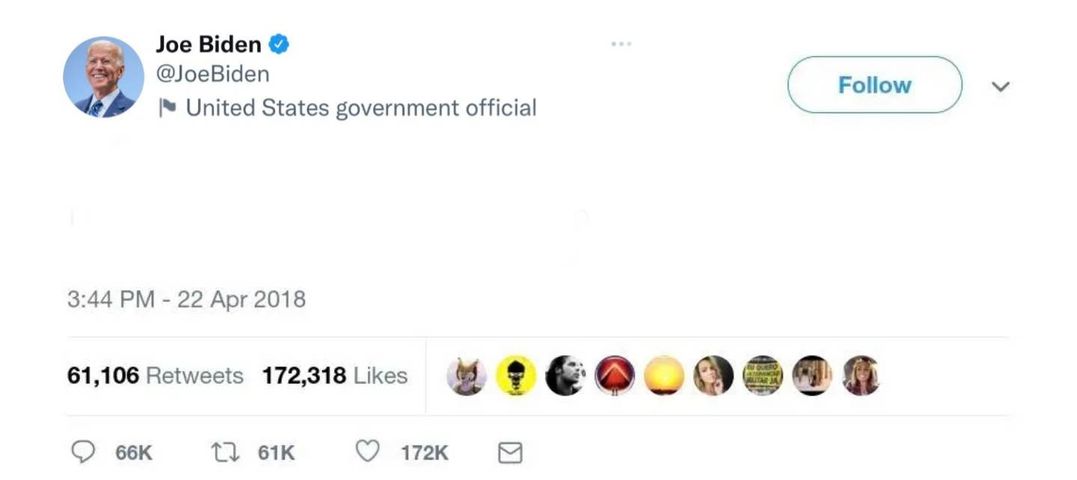 Joe Biden
@JoeBiden
United States government official
Follow
3:44 PM - 22 Apr 2018
61,106 Retweets 172,318 Likes
66K 61K 172K